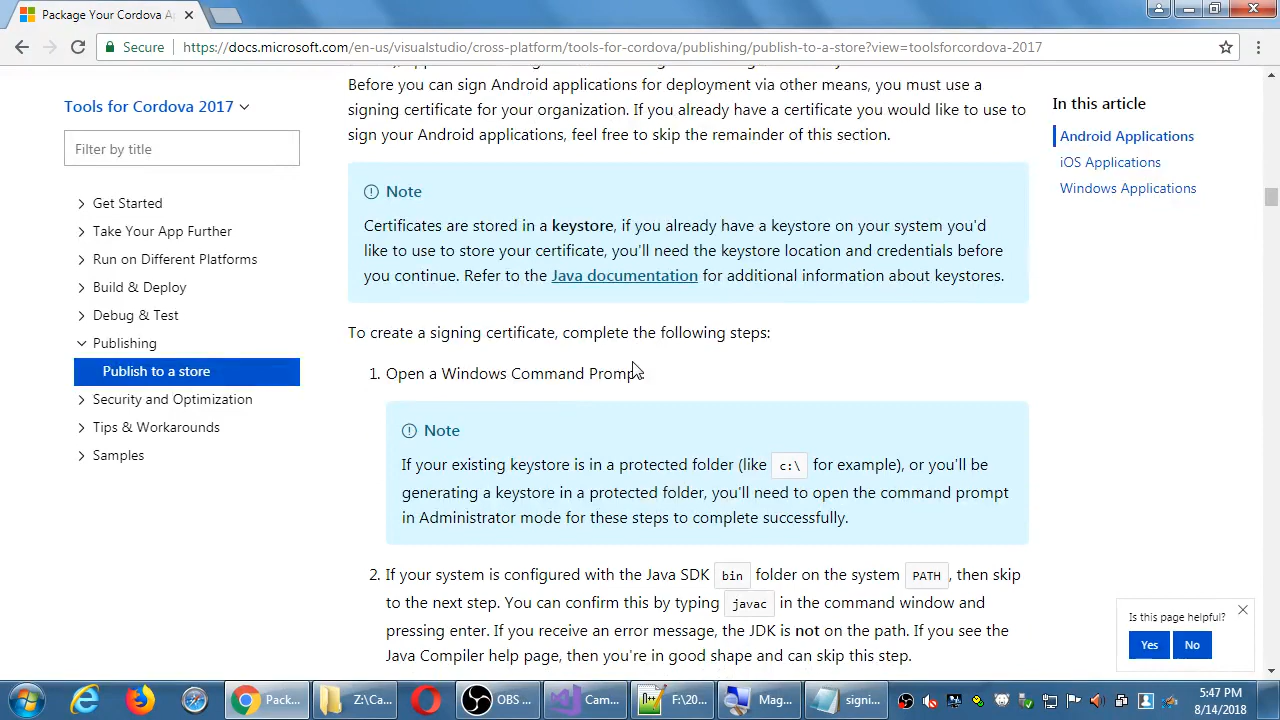 Package Your Cordova A
Secure
https://docs.microsoft.com/en-us/visualstudio/cross-platform/tools-for-cordova/publishing/publish-to-a-store?view=toolsforcordova-2017
Tools for Cordova 2017
Filter by title
Get Started
Take Your App Further
Run on Different Platforms
Build & Deploy
Debug & Test
Publishing
Publish to a store
Security and Optimization
Tips & Workarounds
Samples
Before you can sign Android applications for deployment via other means, you must use a
signing certificate for your organization. If you already have a certificate you would like to use to
sign your Android applications, feel free to skip the remainder of this section.
Note
Certificates are stored in a keystore, if you already have a keystore on your system you'd
like to use to store your certificate, you'll need the keystore location and credentials before
you continue. Refer to the Java documentation for additional information about keystores.
To create a signing certificate, complete the following steps:
1. Open a Windows Command Prompt.
Note
If your existing keystore is in a protected folder (like c:\ for example), or you'll be
generating a keystore in a protected folder, you'll need to open the command prompt
in Administrator mode for these steps to complete successfully.
2. If your system is configured with the Java SDK bin folder on the system PATH, then skip
to the next step. You can confirm this by typing javac in the command window and
pressing enter. If you receive an error message, the JDK is not on the path. If you see the
Java Compiler help page, then you're in good shape and can skip this step.
In this article
Android Applications
iOS Applications
Windows Applications
Is this page helpful?
Yes No
Pack...
Z:\Ca...
OBS ...
Cam...
F:\20...
Mag...
signi...
5:47 PM
8/14/2018